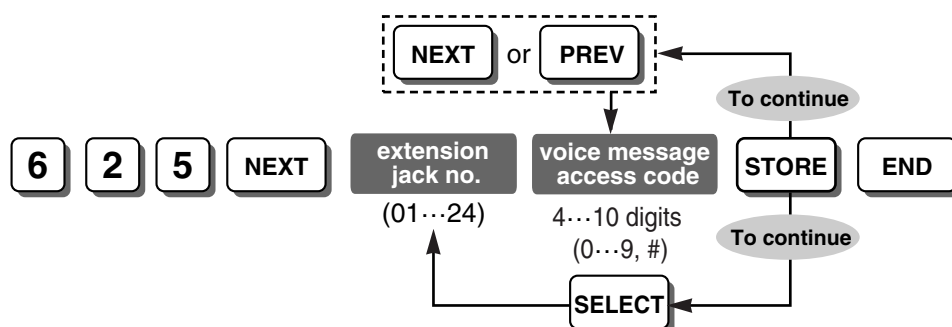 NEXT or PREV
To continue
6 2 5 NEXT extension jack no. voice message access code STORE END
(01···24) 4···10 digits (0···9, #)
To continue
SELECT